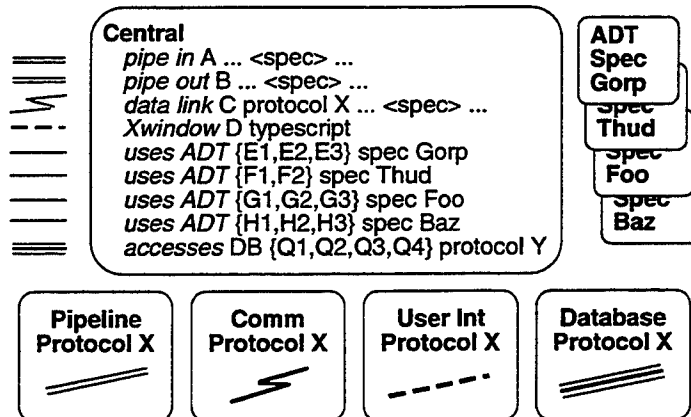 Central
pipe in A ... <spec> ...
pipe out B ... <spec> ...
data link C protocol X ... <spec> ...
Xwindow D typescript
uses ADT {E1,E2,E3} spec Gorp
uses ADT {F1,F2} spec Thud
uses ADT {G1,G2,G3} spec Foo
uses ADT {H1,H2,H3} spec Baz
accesses DB {Q1,Q2,Q3,Q4} protocol Y
ADT
Spec
Gorp
Spec
Thud
Spec
Foo
Spec
Baz
Pipeline
Protocol X
Comm
Protocol X
User Int
Protocol X
Database
Protocol X